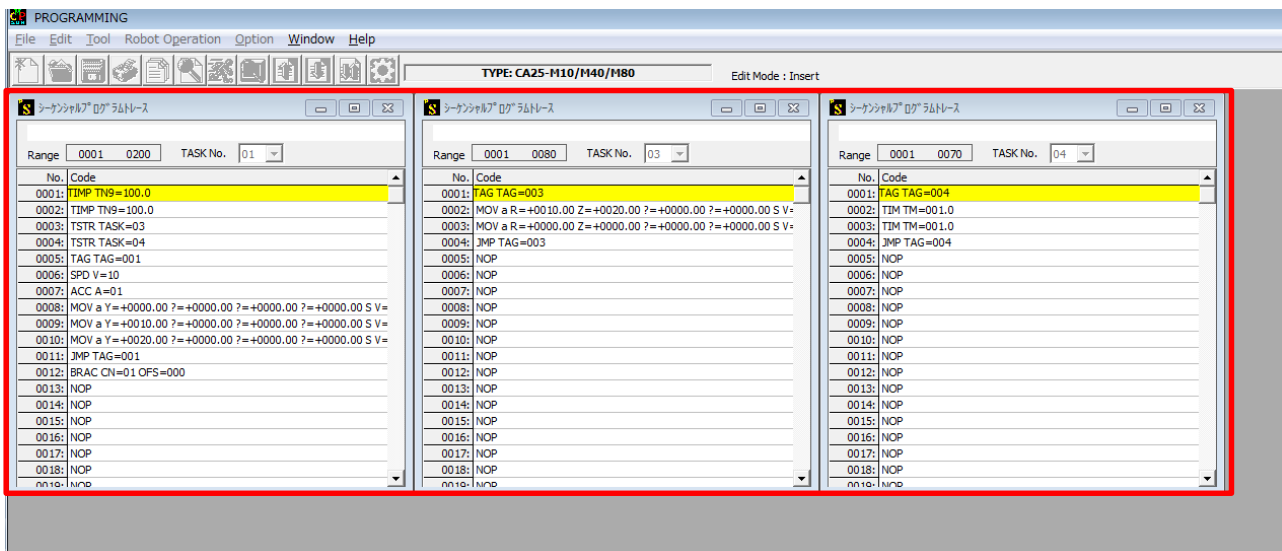 PROGRAMMING
File Edit Tool Robot Operation Option Window Help
TYPE: CA25-M10/M40/M80 Edit Mode : Insert
ｼｰｹﾝｼｬﾙﾌﾟﾛｸﾞﾗﾑﾄﾚｰｽ
Range 0001 0200 TASK No. 01
No. Code
0001: TIMP TN9=100.0
0002: TIMP TN9=100.0
0003: TSTR TASK=03
0004: TSTR TASK=04
0005: TAG TAG=001
0006: SPD V=10
0007: ACC A=01
0008: MOV a Y=+0000.00 ?=+0000.00 ?=+0000.00 ?=+0000.00 S V=
0009: MOV a Y=+0010.00 ?=+0000.00 ?=+0000.00 ?=+0000.00 S V=
0010: MOV a Y=+0020.00 ?=+0000.00 ?=+0000.00 ?=+0000.00 S V=
0011: JMP TAG=001
0012: BRAC CN=01 OFS=000
0013: NOP
0014: NOP
0015: NOP
0016: NOP
0017: NOP
0018: NOP
0019: NOP
ｼｰｹﾝｼｬﾙﾌﾟﾛｸﾞﾗﾑﾄﾚｰｽ
Range 0001 0080 TASK No. 03
No. Code
0001: TAG TAG=003
0002: MOV a R=+0010.00 Z=+0020.00 ?=+0000.00 ?=+0000.00 S V=
0003: MOV a R=+0000.00 Z=+0000.00 ?=+0000.00 ?=+0000.00 S V=
0004: JMP TAG=003
0005: NOP
0006: NOP
0007: NOP
0008: NOP
0009: NOP
0010: NOP
0011: NOP
0012: NOP
0013: NOP
0014: NOP
0015: NOP
0016: NOP
0017: NOP
0018: NOP
0019: NOP
ｼｰｹﾝｼｬﾙﾌﾟﾛｸﾞﾗﾑﾄﾚｰｽ
Range 0001 0070 TASK No. 04
No. Code
0001: TAG TAG=004
0002: TIM TM=001.0
0003: TIM TM=001.0
0004: JMP TAG=004
0005: NOP
0006: NOP
0007: NOP
0008: NOP
0009: NOP
0010: NOP
0011: NOP
0012: NOP
0013: NOP
0014: NOP
0015: NOP
0016: NOP
0017: NOP
0018: NOP
0019: NOP